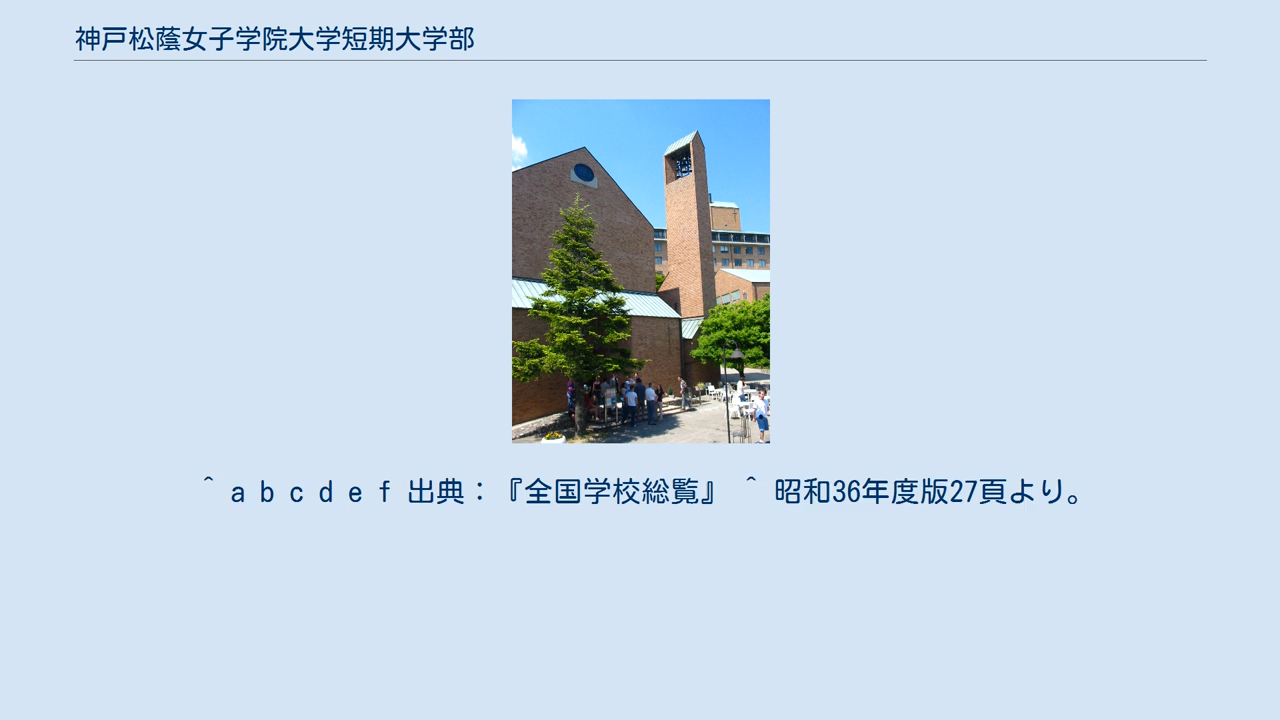 神戸松蔭女子学院大学短期大学部
^ a b c d e f 出典：『全国学校総覧』 ^ 昭和36年度版27頁より。